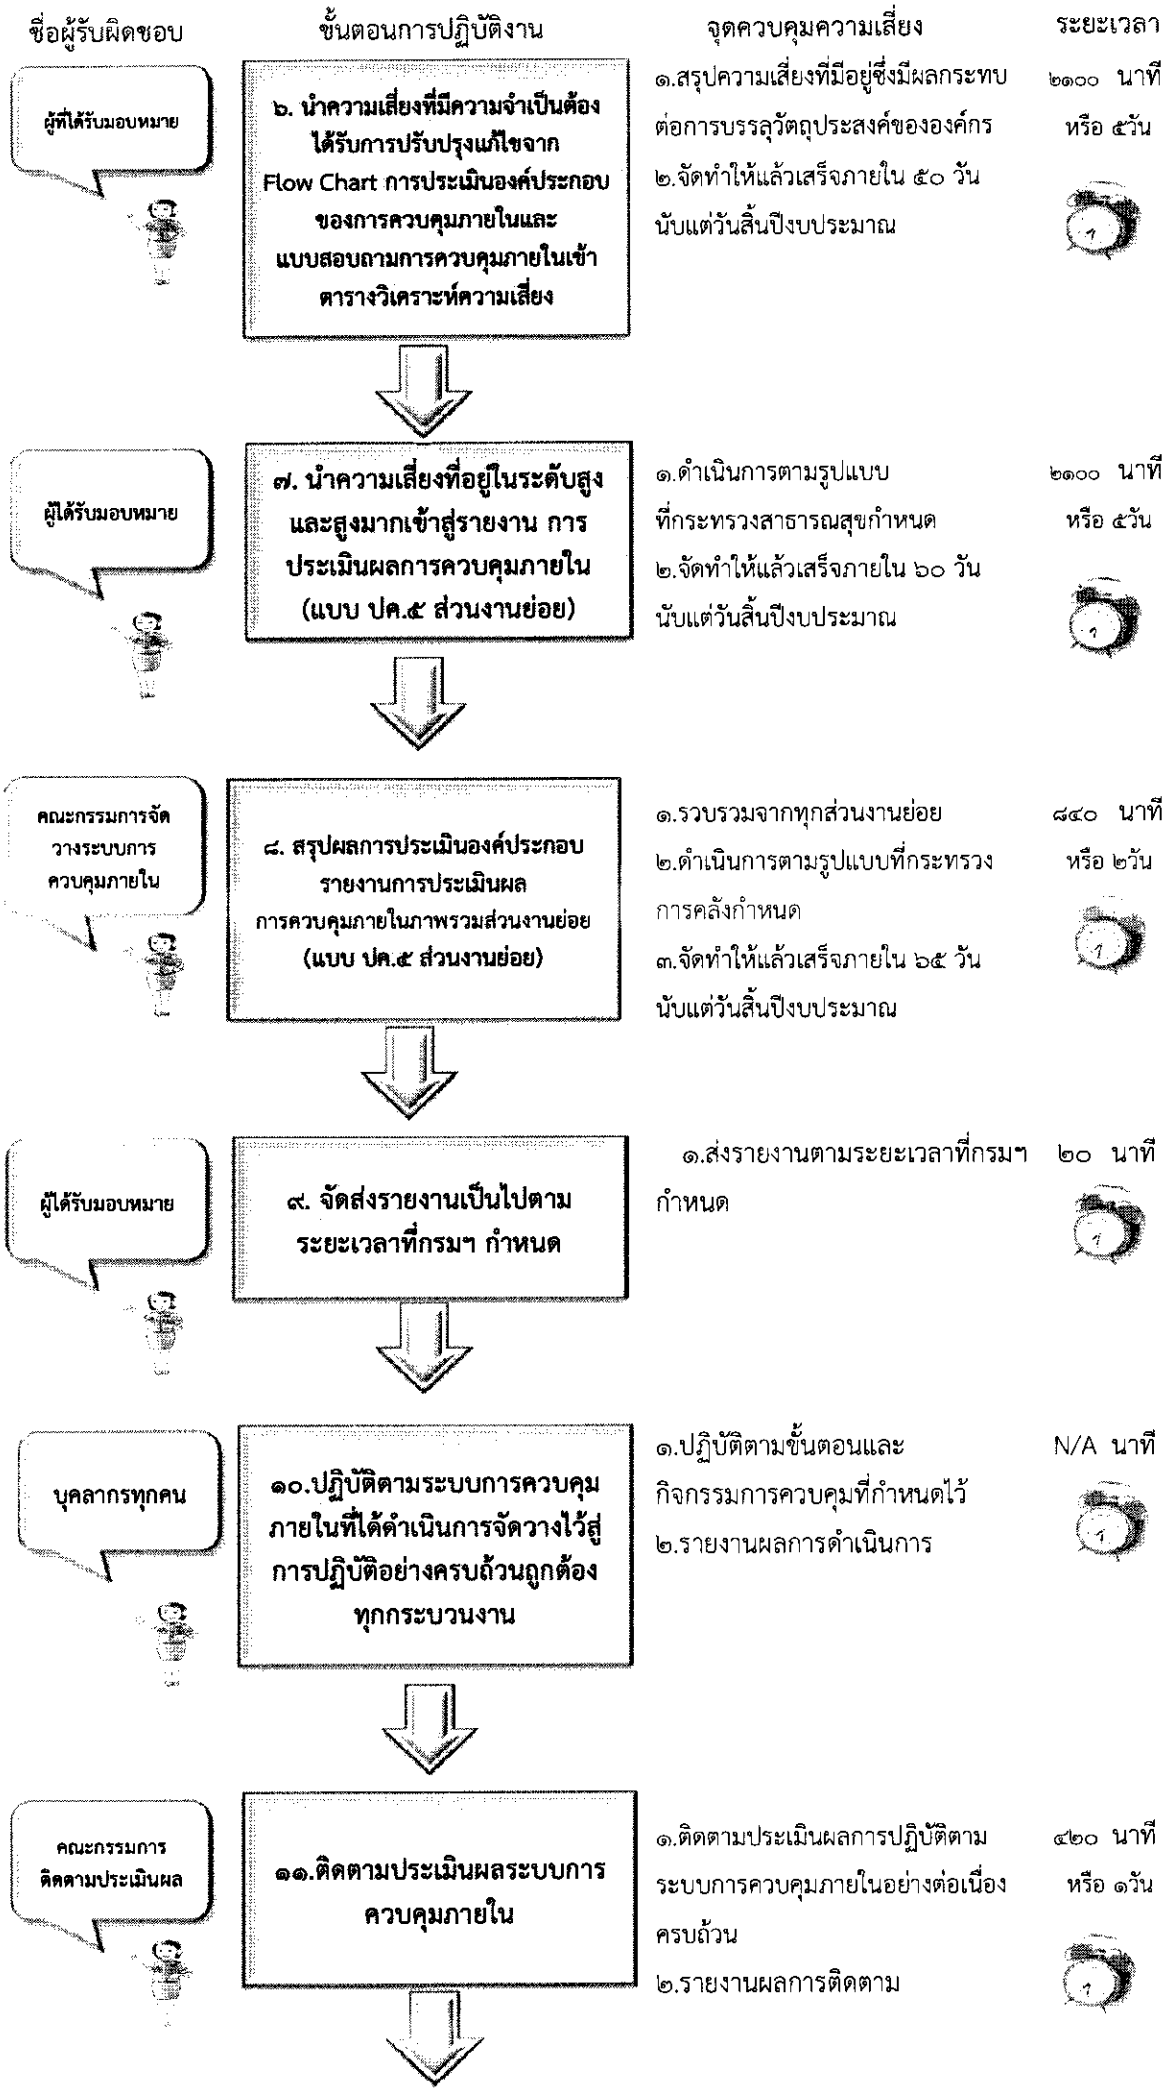 ชื่อผู้รับผิดชอบ
ขั้นตอนการปฏิบัติงาน
จุดควบคุมความเสี่ยง
ระยะเวลา
ผู้ที่ได้รับมอบหมาย
๖. นำความเสี่ยงที่มีความจำเป็นต้อง
ได้รับการปรับปรุงแก้ไขจาก
Flow Chart การประเมินองค์ประกอบ
ของการควบคุมภายในและ
แบบสอบถามการควบคุมภายในเข้า
ตารางวิเคราะห์ความเสี่ยง
๑.สรุปความเสี่ยงที่มีอยู่ซึ่งมีผลกระทบ
ต่อการบรรลุวัตถุประสงค์ขององค์กร
๒.จัดทำให้แล้วเสร็จภายใน ๕๐ วัน
นับแต่วันสิ้นปีงบประมาณ
๒๑๐๐ นาที
หรือ ๕วัน
ผู้ได้รับมอบหมาย
๗. นำความเสี่ยงที่อยู่ในระดับสูง
และสูงมากเข้าสู่รายงาน การ
ประเมินผลการควบคุมภายใน
(แบบ ปค.๕ ส่วนงานย่อย)
๑.ดำเนินการตามรูปแบบ
ที่กระทรวงสาธารณสุขกำหนด
๒.จัดทำให้แล้วเสร็จภายใน ๖๐ วัน
นับแต่วันสิ้นปีงบประมาณ
๒๑๐๐ นาที
หรือ ๕วัน
คณะกรรมการจัด
วางระบบการ
ควบคุมภายใน
๘. สรุปผลการประเมินองค์ประกอบ
รายงานการประเมินผล
การควบคุมภายในภาพรวมส่วนงานย่อย
(แบบ ปค.๕ ส่วนงานย่อย)
๑.รวบรวมจากทุกส่วนงานย่อย
๒.ดำเนินการตามรูปแบบที่กระทรวง
การคลังกำหนด
๓.จัดทำให้แล้วเสร็จภายใน ๖๕ วัน
นับแต่วันสิ้นปีงบประมาณ
๘๔๐ นาที
หรือ ๒วัน
ผู้ได้รับมอบหมาย
๙. จัดส่งรายงานเป็นไปตาม
ระยะเวลาที่กรมฯ กำหนด
๑.ส่งรายงานตามระยะเวลาที่กรมฯ
กำหนด
๒๐ นาที
บุคลากรทุกคน
๑๐.ปฏิบัติตามระบบการควบคุม
ภายในที่ได้ดำเนินการจัดวางไว้สู่
การปฏิบัติอย่างครบถ้วนถูกต้อง
ทุกกระบวนงาน
๑.ปฏิบัติตามขั้นตอนและ
กิจกรรมการควบคุมที่กำหนดไว้
๒.รายงานผลการดำเนินการ
N/A นาที
คณะกรรมการ
ติดตามประเมินผล
๑๑.ติดตามประเมินผลระบบการ
ควบคุมภายใน
๑.ติดตามประเมินผลการปฏิบัติตาม
ระบบการควบคุมภายในอย่างต่อเนื่อง
ครบถ้วน
๒.รายงานผลการติดตาม
๔๒๐ นาที
หรือ ๑วัน